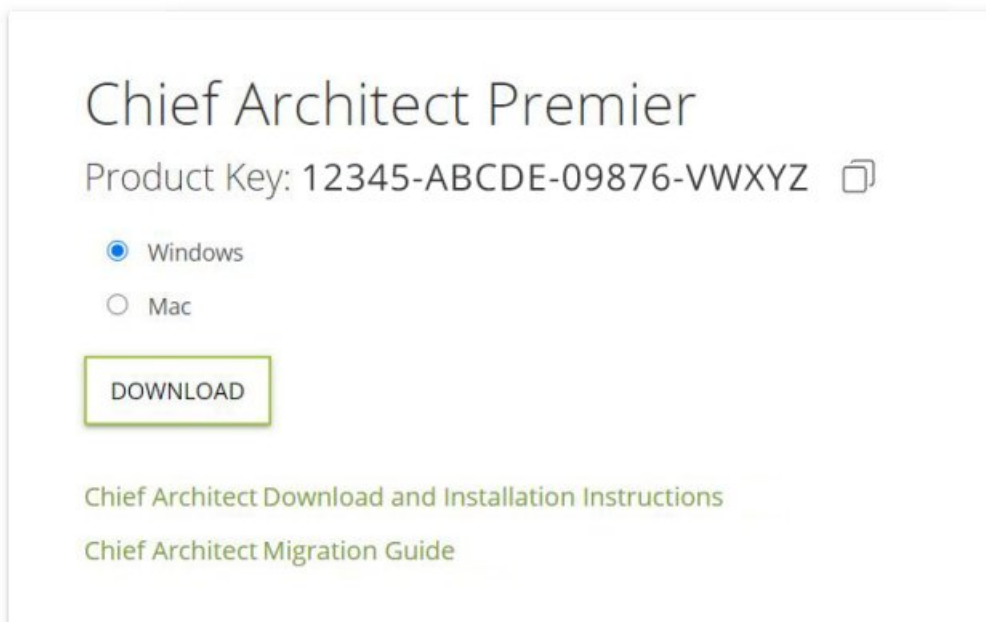 Chief Architect Premier
Product Key: 12345-ABCDE-09876-VWXYZ
Windows
Mac
DOWNLOAD
Chief Architect Download and Installation Instructions
Chief Architect Migration Guide